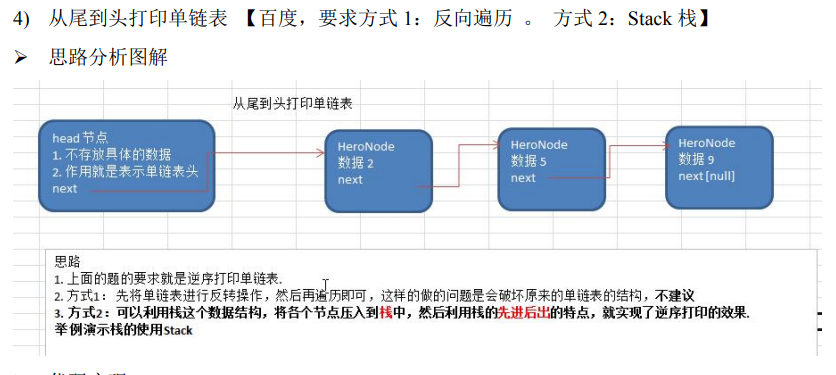 4) 从尾到头打印单链表 【百度，要求方式 1：反向遍历 。 方式 2：Stack 栈】
➢ 思路分析图解
从尾到头打印单链表
head 节点
1. 不存放具体的数据
2. 作用就是表示单链表头
next
HeroNode
数据 2
next
HeroNode
数据 5
next
HeroNode
数据 9
next[null]
思路
1. 上面的题的要求就是逆序打印单链表.
2. 方式1： 先将单链表进行反转操作，然后再遍历即可，这样的做的问题是会破坏原来的单链表的结构，不建议
3. 方式2：可以利用栈这个数据结构，将各个节点压入到栈中，然后利用栈的先进后出的特点，就实现了逆序打印的效果.
举例演示栈的使用Stack